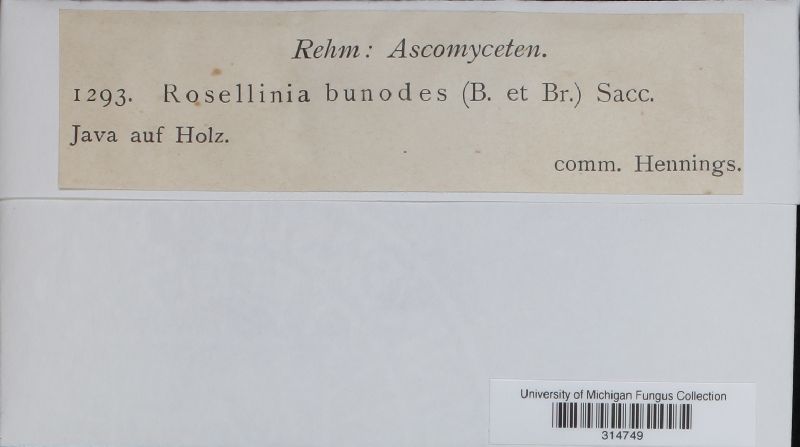 Rehm: Ascomyceten.
1293. Rosellinia bunodes (B. et Br.) Sacc.
Java auf Holz.
comm. Hennings.
University of Michigan Fungus Collection
314749